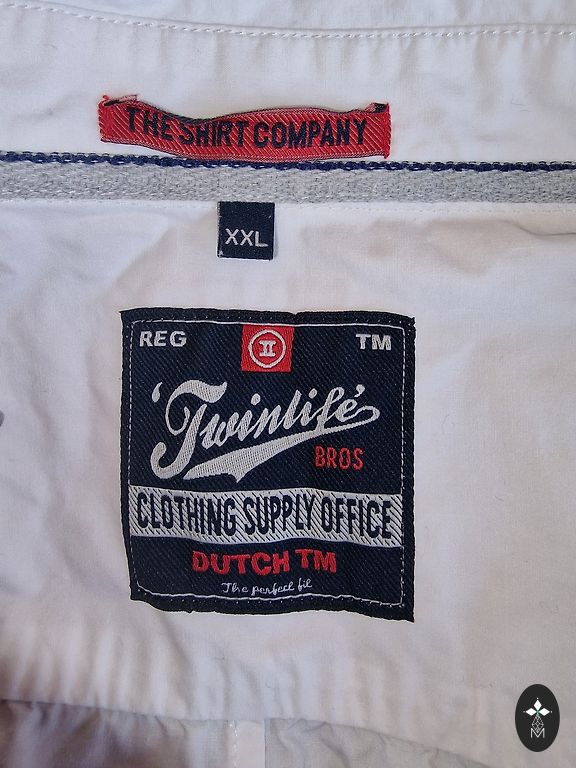 THE SHIRT COMPANY
XXL
REG II TM
'Twinlife'
BROS
CLOTHING SUPPLY OFFICE
DUTCH TM
The perfect fit
M